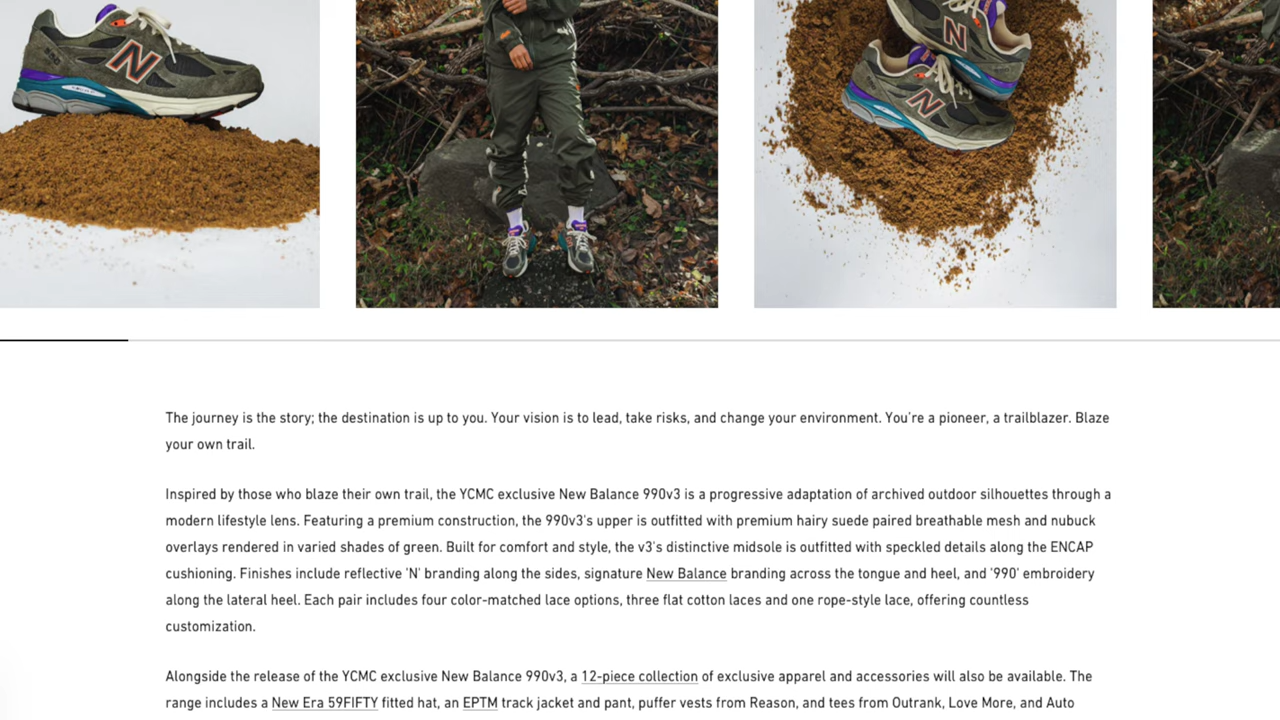 N
N
N
The journey is the story; the destination is up to you. Your vision is to lead, take risks, and change your environment. You're a pioneer, a trailblazer. Blaze
your own trail.
Inspired by those who blaze their own trail, the YCMC exclusive New Balance 990v3 is a progressive adaptation of archived outdoor silhouettes through a
modern lifestyle lens. Featuring a premium construction, the 990v3's upper is outfitted with premium hairy suede paired breathable mesh and nubuck
overlays rendered in varied shades of green. Built for comfort and style, the v3's distinctive midsole is outfitted with speckled details along the ENCAP
cushioning. Finishes include reflective 'N' branding along the sides, signature New Balance branding across the tongue and heel, and '990' embroidery
along the lateral heel. Each pair includes four color-matched lace options, three flat cotton laces and one rope-style lace, offering countless
customization.
Alongside the release of the YCMC exclusive New Balance 990v3, a 12-piece collection of exclusive apparel and accessories will also be available. The
range includes a New Era 59FIFTY fitted hat, an EPTM track jacket and pant, puffer vests from Reason, and tees from Outrank, Love More, and Auto